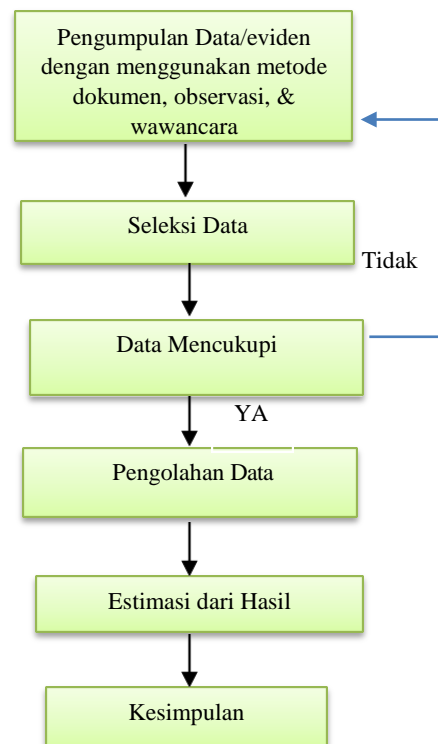 Pengumpulan Data/eviden
dengan menggunakan metode
dokumen, observasi, &
wawancara
Seleksi Data
Tidak
Data Mencukupi
YA
Pengolahan Data
Estimasi dari Hasil
Kesimpulan